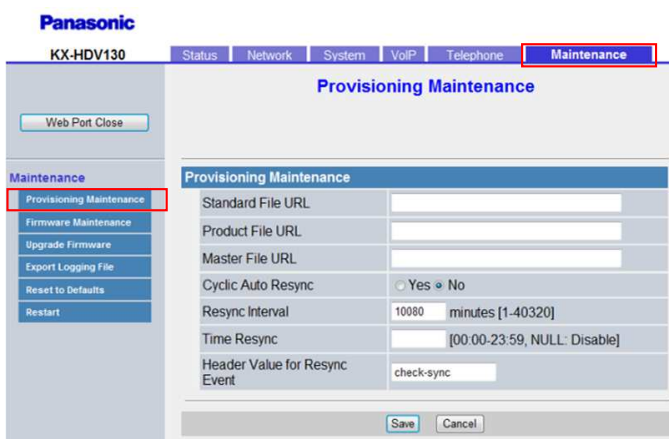 Panasonic
KX-HDV130
Status Network System VoIP Telephone Maintenance
Provisioning Maintenance
Web Port Close
Maintenance
Provisioning Maintenance
Firmware Maintenance
Upgrade Firmware
Export Logging File
Reset to Defaults
Restart
Provisioning Maintenance
Standard File URL
Product File URL
Master File URL
Cyclic Auto Resync Yes No
Resync Interval 10080 minutes [1-40320]
Time Resync [00:00-23:59, NULL: Disable]
Header Value for Resync
Event check-sync
Save Cancel